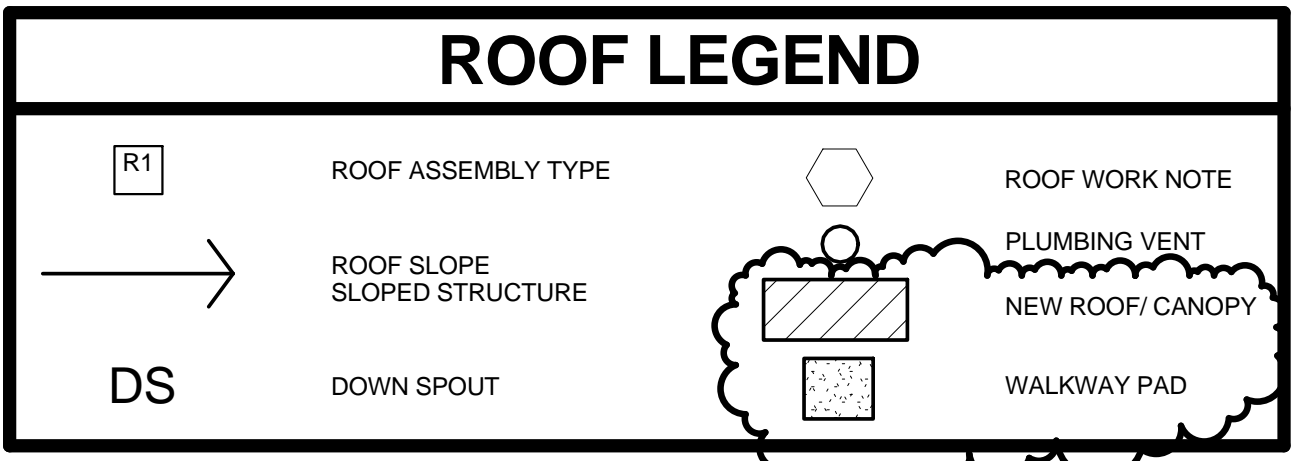 ROOF LEGEND
R1
ROOF ASSEMBLY TYPE
ROOF SLOPE
SLOPED STRUCTURE
DS
DOWN SPOUT
ROOF WORK NOTE
PLUMBING VENT
NEW ROOF/ CANOPY
WALKWAY PAD